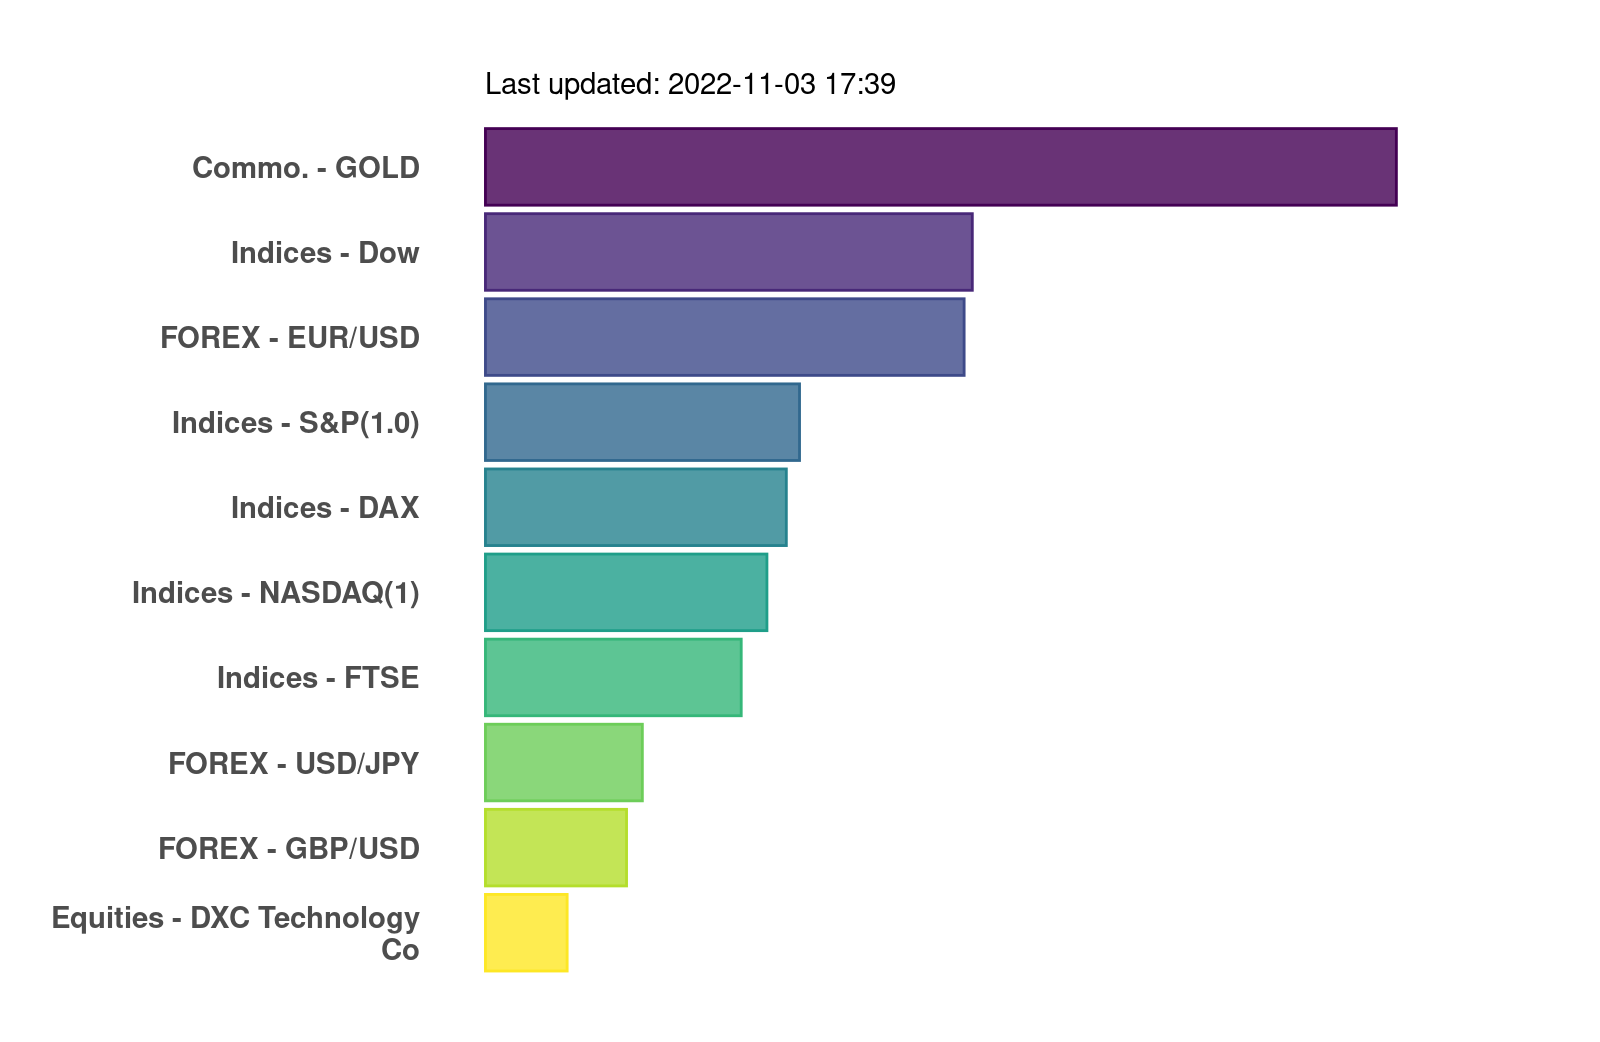 Last updated: 2022-11-03 17:39
Commo. - GOLD
Indices - Dow
FOREX - EUR/USD
Indices - S&P(1.0)
Indices - DAX
Indices - NASDAQ(1)
Indices - FTSE
FOREX - USD/JPY
FOREX - GBP/USD
Equities - DXC Technology
Co